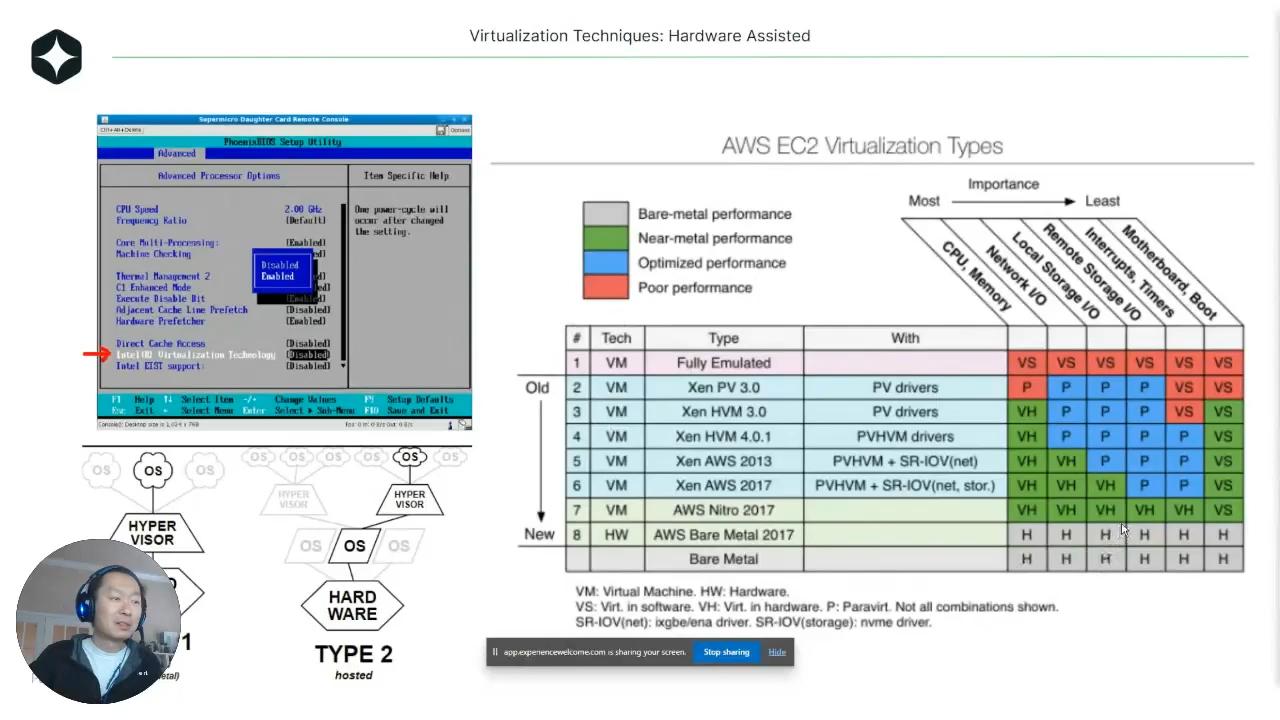 Virtualization Techniques: Hardware Assisted
Supermicro Daughter Card Remote Console
Ctrl+Alt+Delete
Options
PhoenixBIOS Setup Utility
Advanced
Advanced Processor Options
Item Specific Help
CPU Speed 2.00 GHz
Frequency Ratio [Default]
Core Multi-Processing: [Enabled]
Machine Checking
Thermal Management 2
C1 Enhanced Mode
Execute Disable Bit
Adjacent Cache Line Prefetch [Disabled]
Hardware Prefetcher [Enabled]
Direct Cache Access [Disabled]
Intel(R) Virtualization Technology [Disabled]
Intel EIST support: [Disabled]
Disabled
Enabled
One power-cycle will
occur after changed
the setting.
F1 Help ↑↓ Select Item -/+ Change Values F9 Setup Defaults
Esc Exit Select Menu Enter Select ▸ Sub-Menu F10 Save and Exit
OS OS OS
HYPER
VISOR
OS
HYPER
VISOR
HYPER
VISOR
OS OS OS
HARD
WARE
TYPE 2
hosted
AWS EC2 Virtualization Types
Bare-metal performance
Near-metal performance
Optimized performance
Poor performance
Importance
Most Least
CPU, Memory
Network I/O
Local Storage I/O
Remote Storage I/O
Interrupts, Timers
Motherboard, Boot
# Tech Type With
1 VM Fully Emulated VS VS VS VS VS VS
Old
2 VM Xen PV 3.0 PV drivers P P P P VS VS
3 VM Xen HVM 3.0 PV drivers VH P P P VS VS
4 VM Xen HVM 4.0.1 PVHVM drivers VH P P P P VS
5 VM Xen AWS 2013 PVHVM + SR-IOV(net) VH VH P P P VS
6 VM Xen AWS 2017 PVHVM + SR-IOV(net, stor.) VH VH VH P P VS
7 VM AWS Nitro 2017 VH VH VH VH VH VS
New
8 HW AWS Bare Metal 2017 H H H H H H
Bare Metal H H H H H H
VM: Virtual Machine. HW: Hardware.
VS: Virt. in software. VH: Virt. in hardware. P: Paravirt. Not all combinations shown.
SR-IOV(net): ixgbe/ena driver. SR-IOV(storage): nvme driver.
app.experiencewelcome.com is sharing your screen. Stop sharing Hide